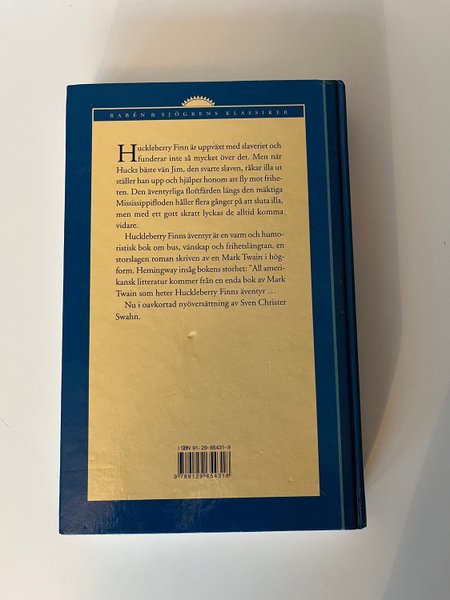 RABÉN & SJÖGRENS KLASSIKER
Huckleberry Finn är uppväxt med slaveriet och
funderar inte så mycket över det. Men när
Hucks bäste vän Jim, den svarte slaven, råkar illa ut
ställer han upp och hjälper honom att fly mot frihe-
ten. Den äventyrliga flottfärden längs den mäktiga
Mississippifloden håller flera gånger på att sluta illa,
men med ett gott skratt lyckas de alltid komma
vidare.
Huckleberry Finns äventyr är en varm och humo-
ristisk bok om bus, vänskap och frihetslängtan, en
storslagen roman skriven av en Mark Twain i hög-
form. Hemingway insåg bokens storhet: "All ameri-
kansk litteratur kommer från en enda bok av Mark
Twain som heter Huckleberry Finns äventyr ...
Nu i oavkortad nyöversättning av Sven Christer
Swahn.
ISBN 91-29-65431-9
9 789129 654318